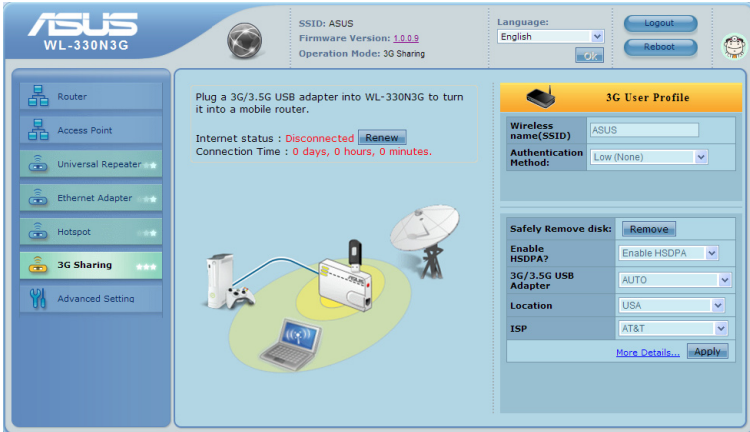 ASUS
WL-330N3G
SSID: ASUS
Firmware Version: 1.0.0.9
Operation Mode: 3G Sharing
Language:
English
OK
Logout
Reboot
Router
Access Point
Universal Repeater
Ethernet Adapter
Hotspot
3G Sharing
Advanced Setting
Plug a 3G/3.5G USB adapter into WL-330N3G to turn
it into a mobile router.
Internet status : Disconnected Renew
Connection Time : 0 days, 0 hours, 0 minutes.
3G User Profile
Wireless
name(SSID)
ASUS
Authentication
Method:
Low (None)
Safely Remove disk: Remove
Enable
HSDPA?
Enable HSDPA
3G/3.5G USB
Adapter
AUTO
Location USA
ISP AT&T
More Details... Apply